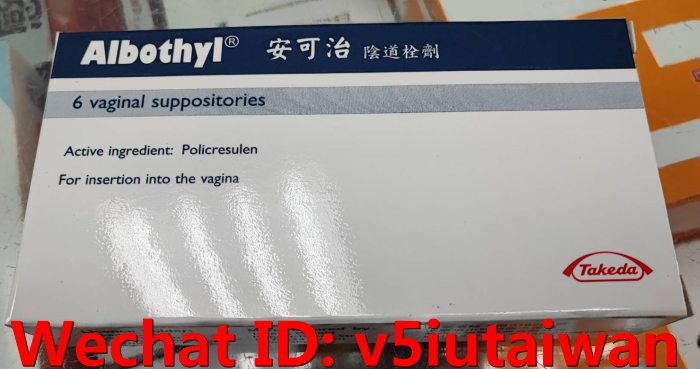 Albothyl® 安可治 陰道栓劑
6 vaginal suppositories
Active ingredient: Policresulen
For insertion into the vagina
Takeda
Wechat ID: v5iutaiwan